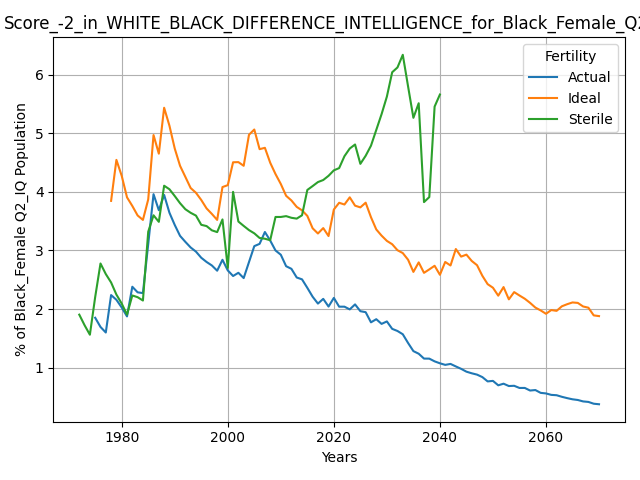 Score_-2_in_WHITE_BLACK_DIFFERENCE_INTELLIGENCE_for_Black_Female_Q2
Fertility
Actual
Ideal
Sterile
% of Black_Female Q2_IQ Population
6
5
4
3
2
1
1980 2000 2020 2040 2060
Years